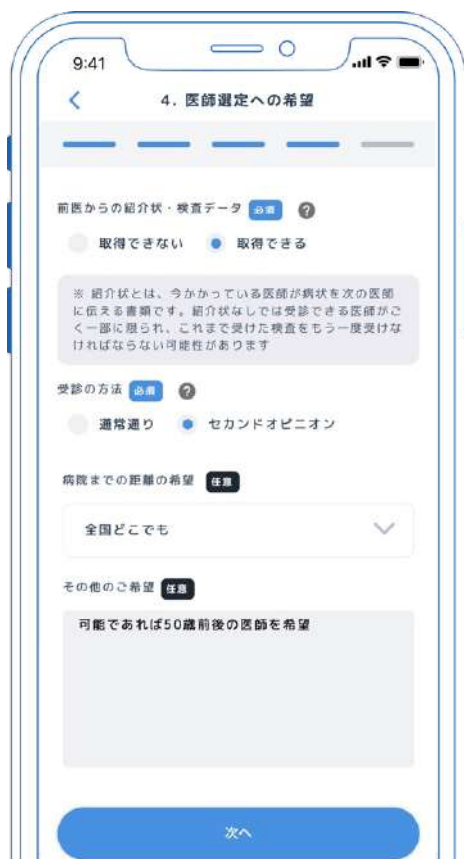 9:41
4. 医師選定への希望
前医からの紹介状・検査データ 必須 ?
取得できない 取得できる
※ 紹介状とは、今かかっている医師が病状を次の医師
に伝える書類です。紹介状なしでは受診できる医師がご
く一部に限られ、これまで受けた検査をもう一度受けな
ければならない可能性があります
受診の方法 必須 ?
通常通り セカンドオピニオン
病院までの距離の希望 任意
全国どこでも
その他のご希望 任意
可能であれば50歳前後の医師を希望
次へ